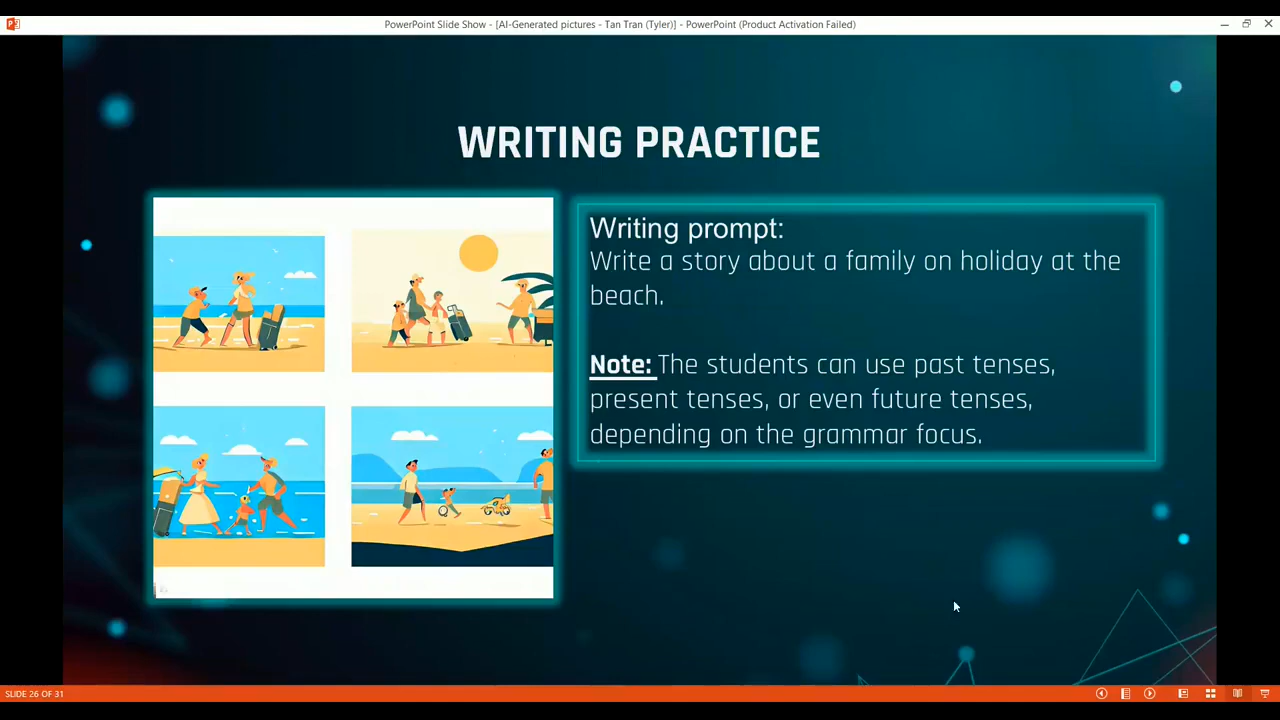 PowerPoint Slide Show - [AI-Generated pictures - Tan Tran (Tyler)] - PowerPoint (Product Activation Failed)
WRITING PRACTICE
Writing prompt:
Write a story about a family on holiday at the
beach.
Note: The students can use past tenses,
present tenses, or even future tenses,
depending on the grammar focus.
SLIDE 26 OF 31